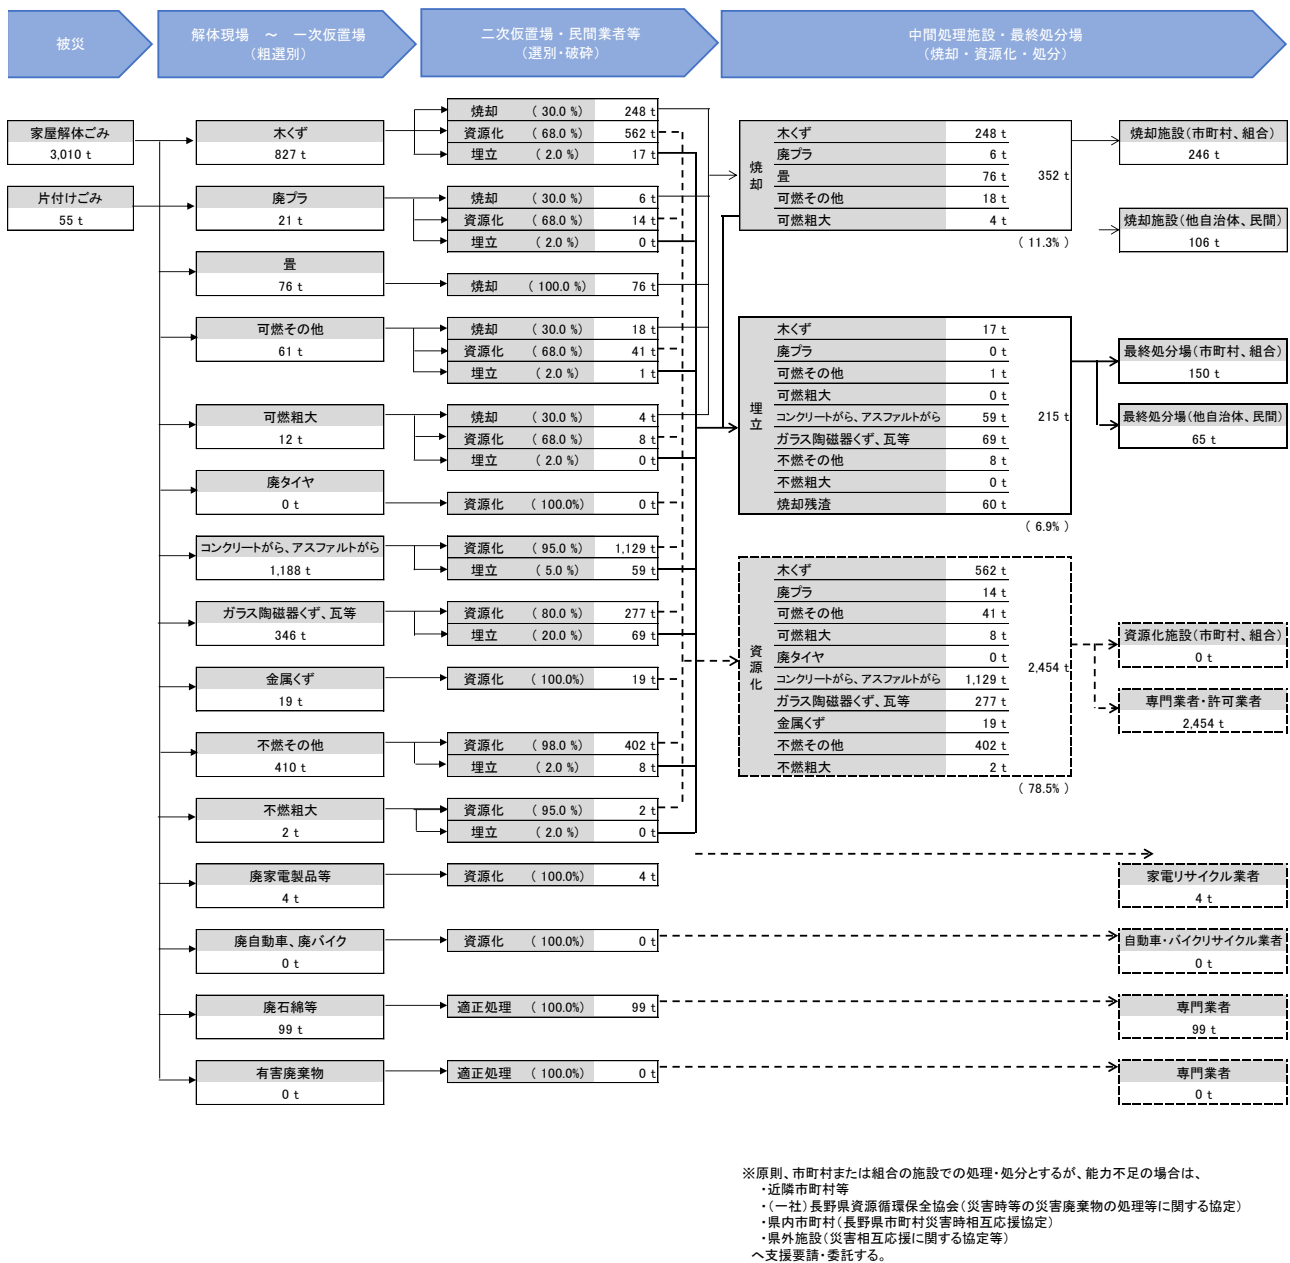 被災
解体現場　～　一次仮置場
（粗選別）
二次仮置場・民間業者等
（選別・破砕）
中間処理施設・最終処分場
（焼却・資源化・処分）
家屋解体ごみ
3,010 t
片付けごみ
55 t
木くず
827 t
焼却 （ 30.0 %） 248 t
資源化 （ 68.0 %） 562 t
埋立 （ 2.0 %） 17 t
廃プラ
21 t
焼却 （ 30.0 %） 6 t
資源化 （ 68.0 %） 14 t
埋立 （ 2.0 %） 0 t
畳
76 t
焼却 （ 100.0 %） 76 t
可燃その他
61 t
焼却 （ 30.0 %） 18 t
資源化 （ 68.0 %） 41 t
埋立 （ 2.0 %） 1 t
可燃粗大
12 t
焼却 （ 30.0 %） 4 t
資源化 （ 68.0 %） 8 t
埋立 （ 2.0 %） 0 t
廃タイヤ
0 t
資源化 （ 100.0%） 0 t
コンクリートがら、アスファルトがら
1,188 t
資源化 （ 95.0 %） 1,129 t
埋立 （ 5.0 %） 59 t
ガラス陶磁器くず、瓦等
346 t
資源化 （ 80.0 %） 277 t
埋立 （ 20.0 %） 69 t
金属くず
19 t
資源化 （ 100.0%） 19 t
不燃その他
410 t
資源化 （ 98.0 %） 402 t
埋立 （ 2.0 %） 8 t
不燃粗大
2 t
資源化 （ 95.0 %） 2 t
埋立 （ 2.0 %） 0 t
廃家電製品等
4 t
資源化 （ 100.0%） 4 t
廃自動車、廃バイク
0 t
資源化 （ 100.0%） 0 t
廃石綿等
99 t
適正処理 （ 100.0%） 99 t
有害廃棄物
0 t
適正処理 （ 100.0%） 0 t
焼却
木くず 248 t
廃プラ 6 t
畳 76 t
可燃その他 18 t
可燃粗大 4 t
352 t
（ 11.3% ）
焼却施設（市町村、組合）
246 t
焼却施設（他自治体、民間）
106 t
埋立
木くず 17 t
廃プラ 0 t
可燃その他 1 t
可燃粗大 0 t
コンクリートがら、アスファルトがら 59 t
ガラス陶磁器くず、瓦等 69 t
不燃その他 8 t
不燃粗大 0 t
焼却残渣 60 t
215 t
（ 6.9% ）
最終処分場（市町村、組合）
150 t
最終処分場（他自治体、民間）
65 t
資源化
木くず 562 t
廃プラ 14 t
可燃その他 41 t
可燃粗大 8 t
廃タイヤ 0 t
コンクリートがら、アスファルトがら 1,129 t
ガラス陶磁器くず、瓦等 277 t
金属くず 19 t
不燃その他 402 t
不燃粗大 2 t
2,454 t
（ 78.5% ）
資源化施設（市町村、組合）
0 t
専門業者・許可業者
2,454 t
家電リサイクル業者
4 t
自動車・バイクリサイクル業者
0 t
専門業者
99 t
専門業者
0 t
※原則、市町村または組合の施設での処理・処分とするが、能力不足の場合は、
・近隣市町村等
・（一社）長野県資源循環保全協会（災害時等の災害廃棄物の処理等に関する協定）
・県内市町村（長野県市町村災害時相互応援協定）
・県外施設（災害相互応援に関する協定等）
へ支援要請・委託する。